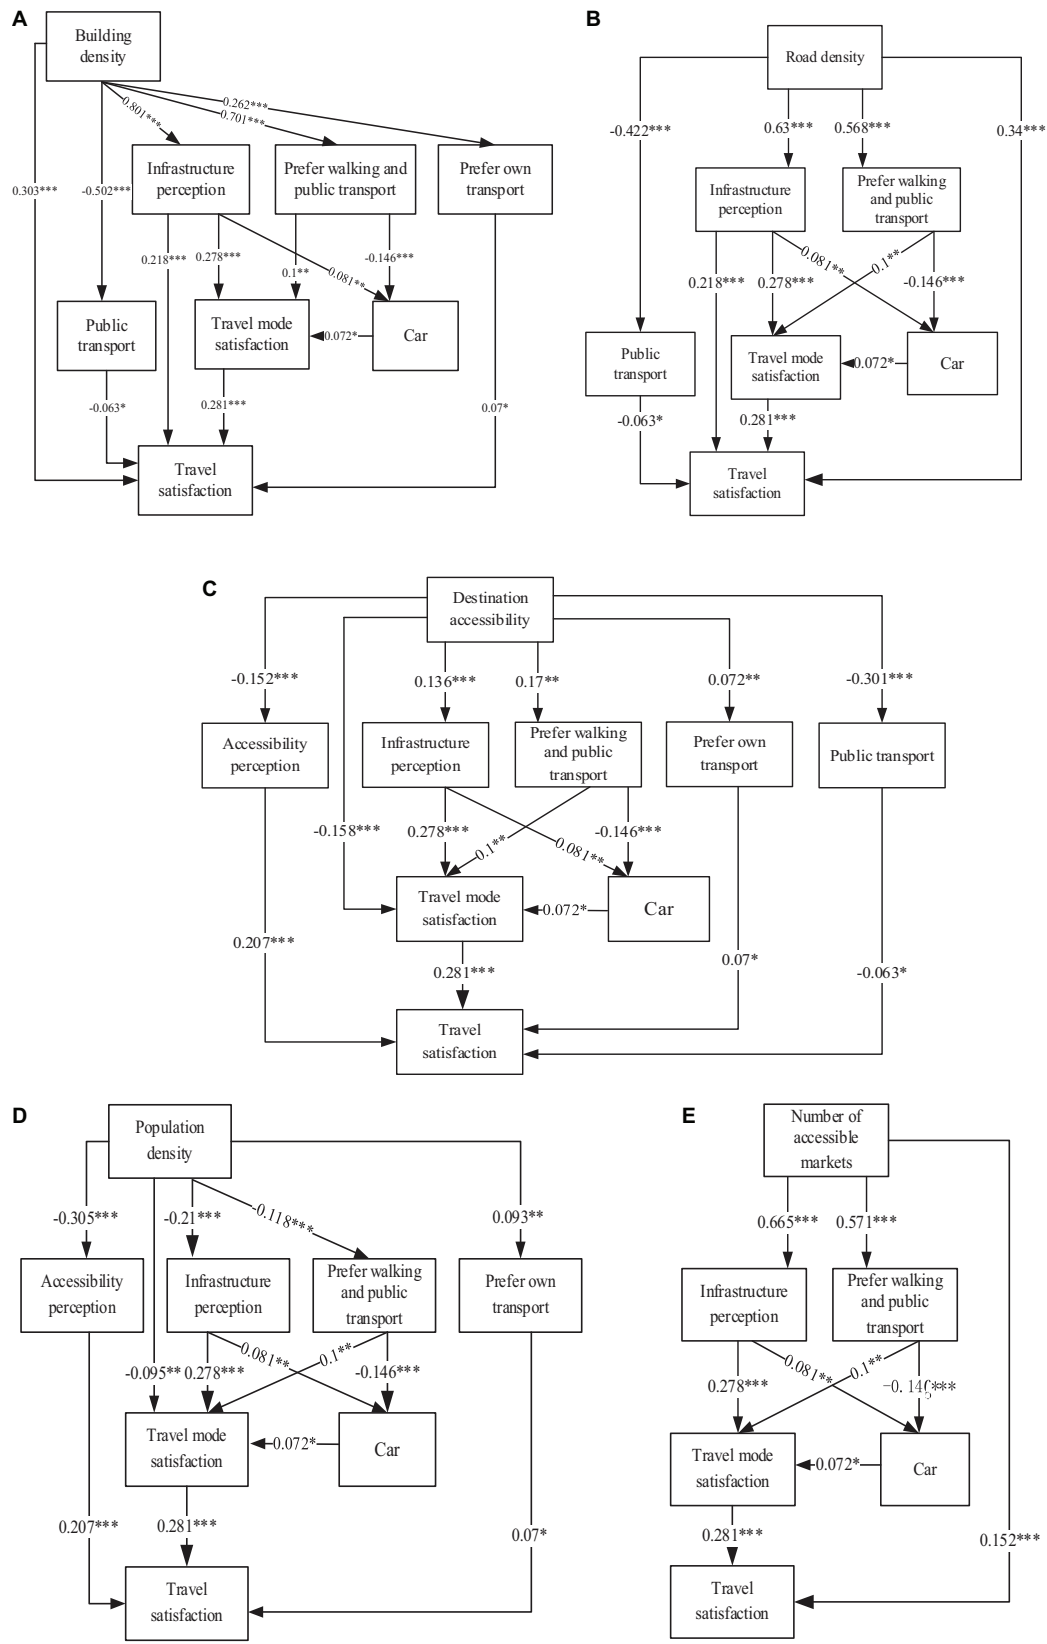 A
Building
density
0.262***
0.701***
0.801***
0.303***
-0.502***
Infrastructure
perception
Prefer walking and
public transport
Prefer own
transport
0.218***
0.278***
0.1**
0.081**
-0.146***
Public
transport
Travel mode
satisfaction
0.072*
Car
-0.063*
0.281***
0.07*
Travel
satisfaction
B
Road density
-0.422***
0.63***
0.568***
0.34***
Infrastructure
perception
Prefer walking
and public
transport
0.218***
0.278***
0.081**
0.1**
-0.146***
Public
transport
Travel mode
satisfaction
0.072*
Car
-0.063*
0.281***
Travel
satisfaction
C
Destination
accessibility
-0.152***
0.136***
0.17**
0.072**
-0.301***
Accessibility
perception
Infrastructure
perception
Prefer walking
and public
transport
Prefer own
transport
Public transport
-0.158***
0.278***
0.1**
0.081**
-0.146***
Travel mode
satisfaction
0.072*
Car
0.207***
0.281***
0.07*
-0.063*
Travel
satisfaction
D
Population
density
-0.305***
-0.21***
-0.118***
0.093**
Accessibility
perception
Infrastructure
perception
Prefer walking
and public
transport
Prefer own
transport
-0.095**
0.278***
0.081**
0.1**
-0.146***
Travel mode
satisfaction
0.072*
Car
0.207***
0.281***
0.07*
Travel
satisfaction
E
Number of
accessible
markets
0.665***
0.571***
Infrastructure
perception
Prefer walking
and public
transport
0.278***
0.081**
0.1**
-0.146***
Travel mode
satisfaction
0.072*
Car
0.281***
0.152***
Travel
satisfaction